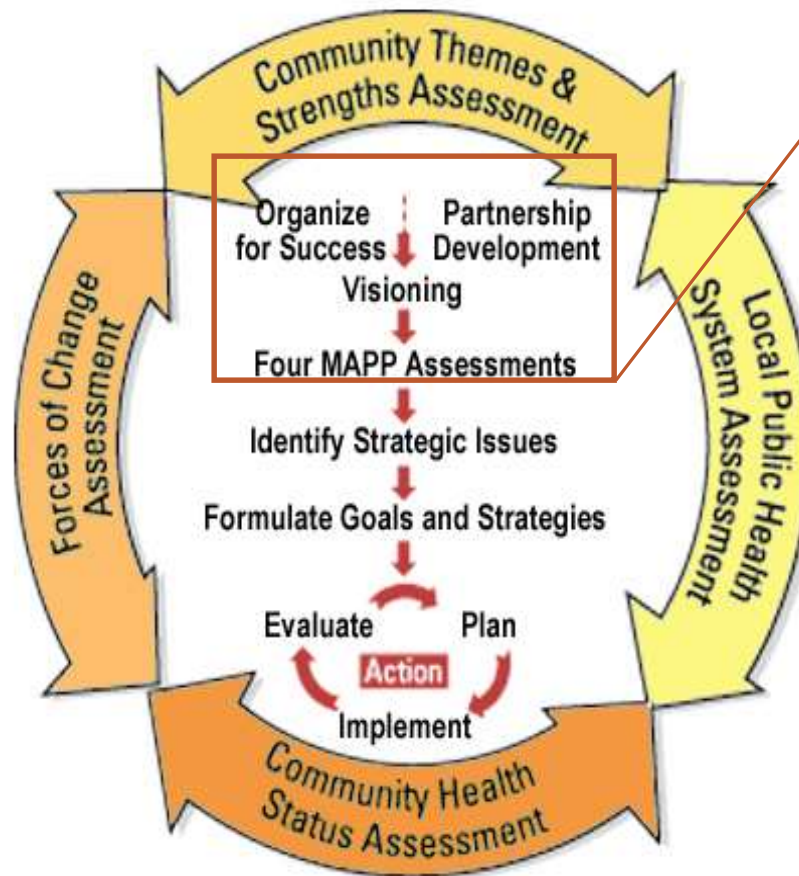 Community Themes &
Strengths Assessment
Organize
for Success
Partnership
Development
Visioning
Four MAPP Assessments
Identify Strategic Issues
Formulate Goals and Strategies
Evaluate
Plan
Action
Implement
Forces of Change
Assessment
Local Public Health
System Assessment
Community Health
Status Assessment